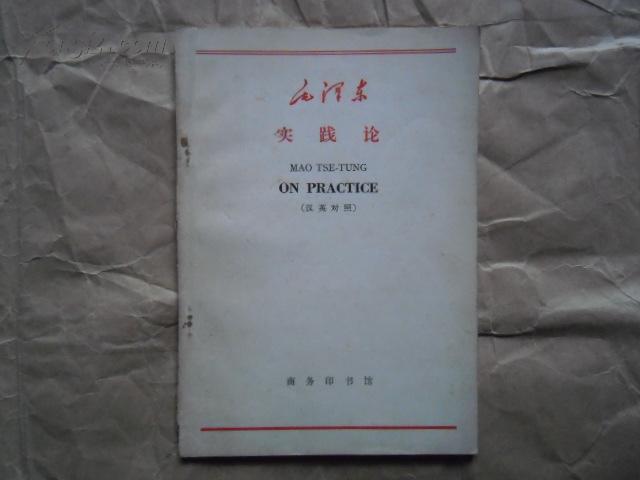 毛泽东
实践论
MAO TSE-TUNG
ON PRACTICE
（汉英对照）
商务印书馆